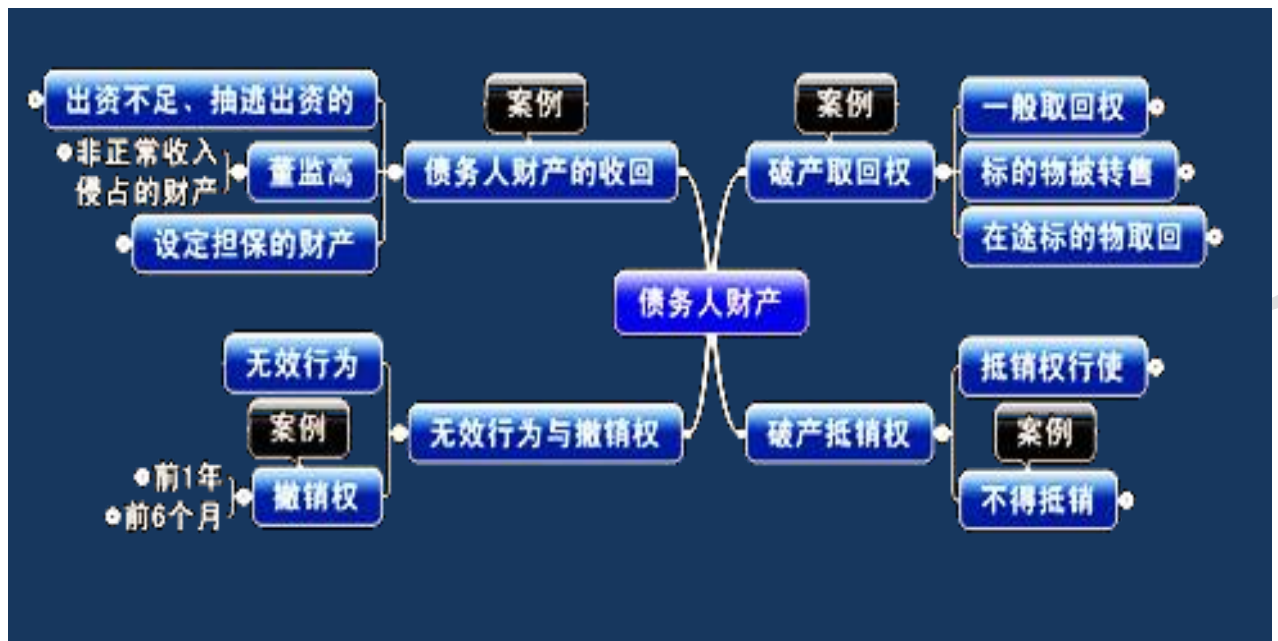 出资不足、抽逃出资的
案例
非正常收入
侵占的财产
董监高
债务人财产的收回
设定担保的财产
案例
一般取回权
破产取回权
标的物被转售
在途标的物取回
债务人财产
无效行为
案例
无效行为与撤销权
前1年
前6个月
撤销权
抵销权行使
破产抵销权
案例
不得抵销